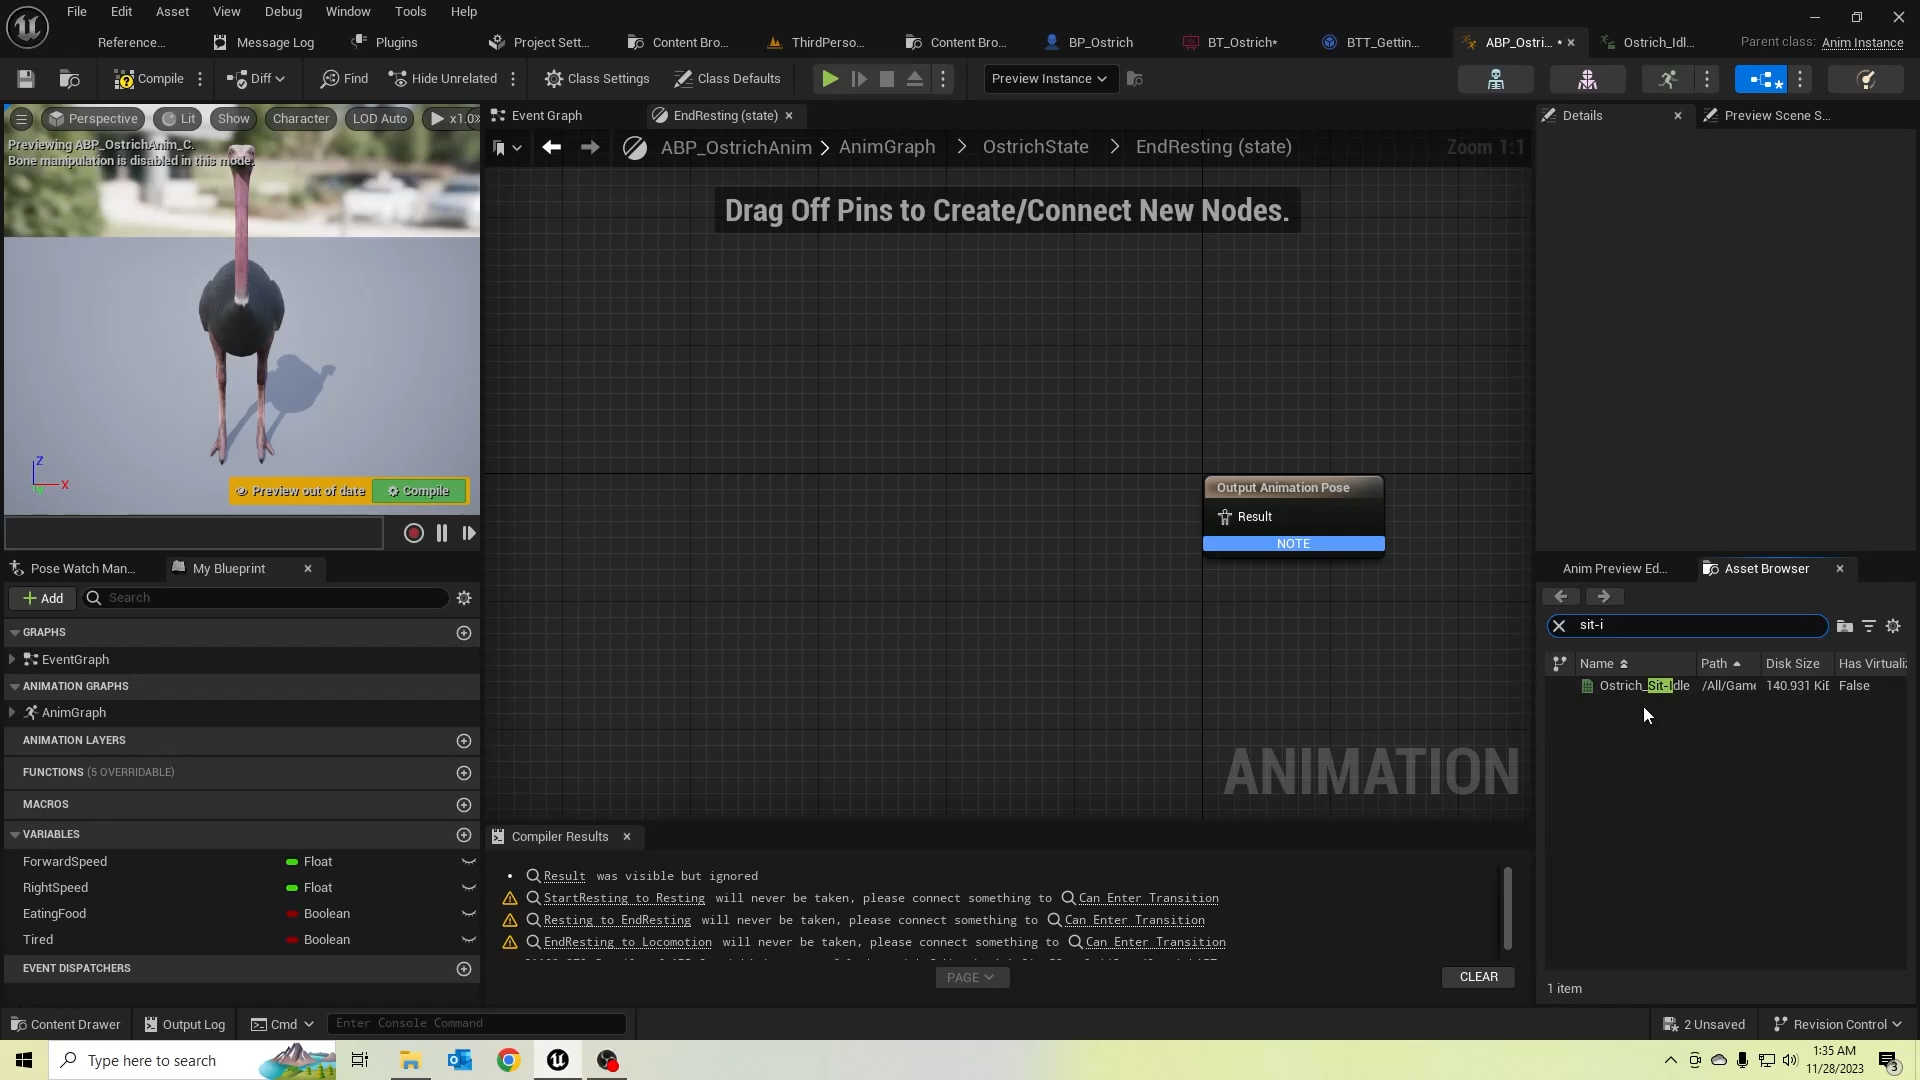 File Edit Asset View Debug Window Tools Help
Reference... Message Log Plugins Project Sett... Content Bro... ThirdPerso... Content Bro... BP_Ostrich BT_Ostrich* BTT_Gettin... ABP_Ostri... * Ostrich_Idl... Parent class: Anim Instance
Compile Diff Find Hide Unrelated Class Settings Class Defaults Preview Instance
Perspective Lit Show Character LOD Auto x1.0
Previewing ABP_OstrichAnim_C.
Bone manipulation is disabled in this mode.
Z
X
Y
Preview out of date Compile
Event Graph EndResting (state)
ABP_OstrichAnim > AnimGraph > OstrichState > EndResting (state) Zoom 1:1
Drag Off Pins to Create/Connect New Nodes.
Output Animation Pose
Result
NOTE
ANIMATION
Details Preview Scene S...
Pose Watch Man... My Blueprint
Add Search
GRAPHS
EventGraph
ANIMATION GRAPHS
AnimGraph
ANIMATION LAYERS
FUNCTIONS (5 OVERRIDABLE)
MACROS
VARIABLES
ForwardSpeed Float
RightSpeed Float
EatingFood Boolean
Tired Boolean
EVENT DISPATCHERS
Compiler Results
• Result was visible but ignored
StartResting to Resting will never be taken, please connect something to Can Enter Transition
Resting to EndResting will never be taken, please connect something to Can Enter Transition
EndResting to Locomotion will never be taken, please connect something to Can Enter Transition
PAGE CLEAR
Anim Preview Ed... Asset Browser
sit-i
Name Path Disk Size Has Virtuali
Ostrich_Sit-Idle /All/Game 140.931 KiB False
1 item
Content Drawer Output Log Cmd Enter Console Command 2 Unsaved Revision Control
Type here to search
1:35 AM
11/28/2023
3